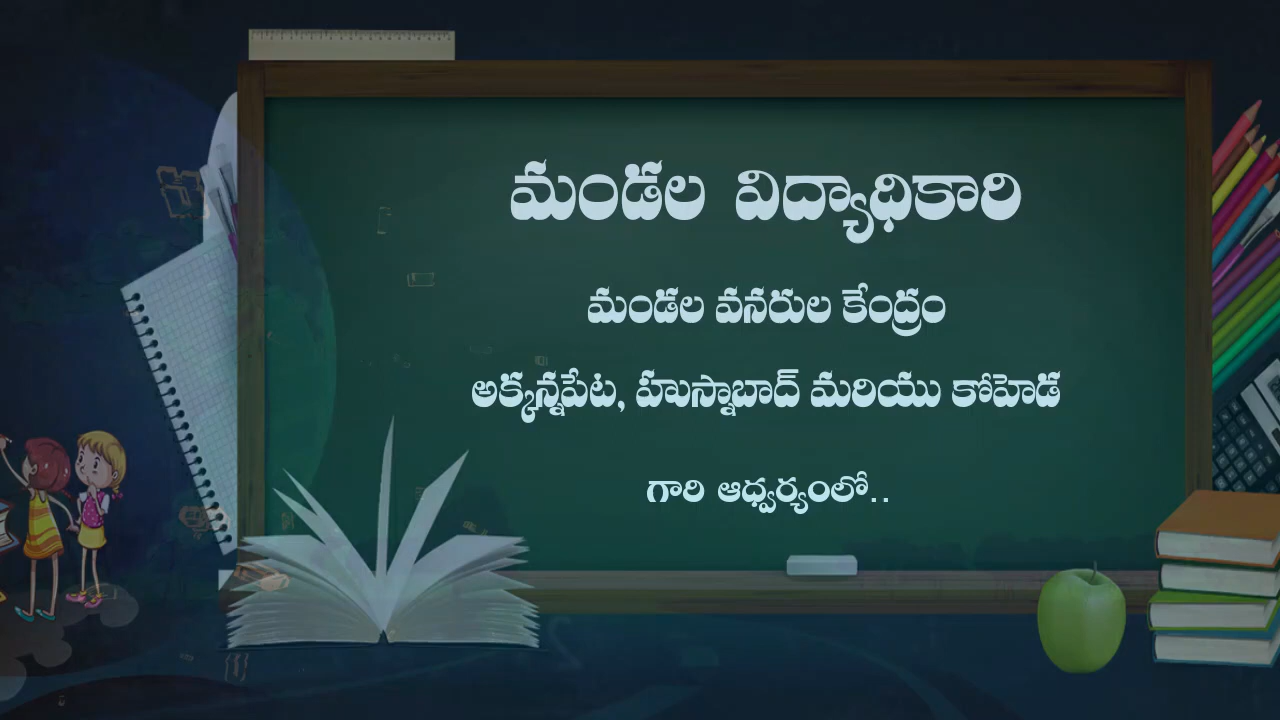 మండల విద్యాధికారి
మండల వనరుల కేంద్రం
అక్కన్నపేట, హుస్నాబాద్ మరియు కోహెడ
గారి ఆధ్వర్యంలో..